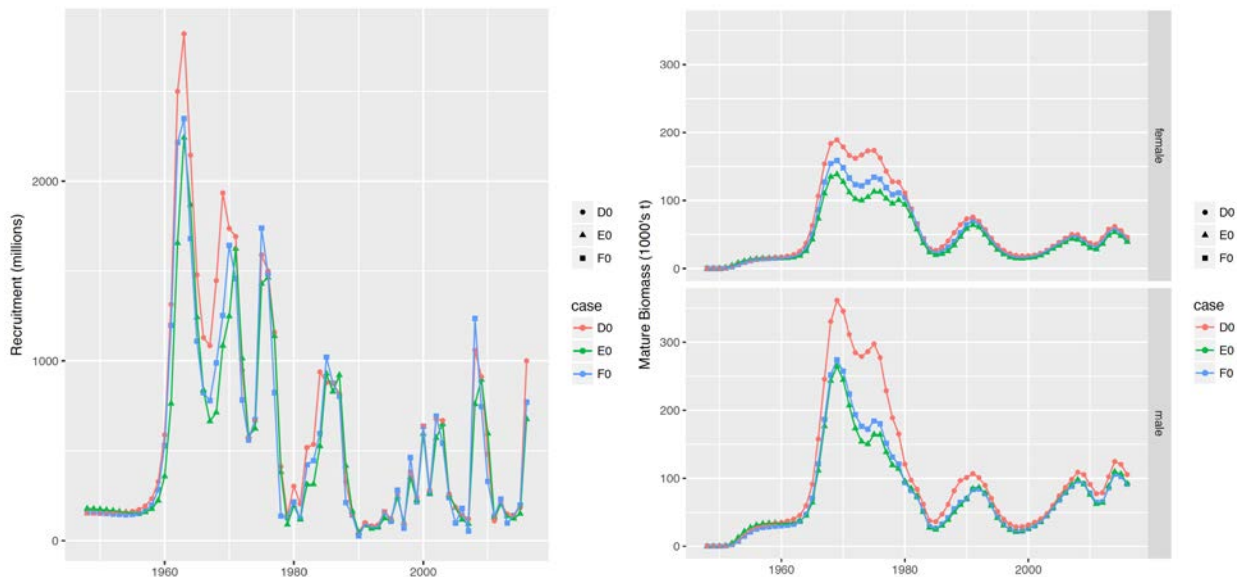 Recruitment (millions)
2000
1000
0
1960
1980
2000
D0
E0
F0
case
D0
E0
F0
Mature Biomass (1000's t)
300
200
100
0
female
300
200
100
0
male
1960
1980
2000
D0
E0
F0
case
D0
E0
F0